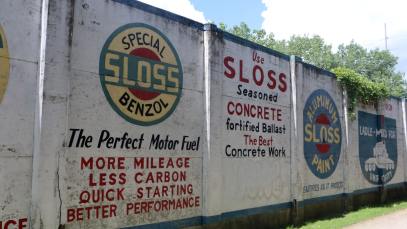 SPECIAL
SLOSS
BENZOL
The Perfect Motor Fuel
MORE MILEAGE
LESS CARBON
QUICK STARTING
BETTER PERFORMANCE
Use
SLOSS
Seasoned
CONCRETE
fortified Ballast
The Best
Concrete Work
ALUMINUM
SLOSS
PAINT